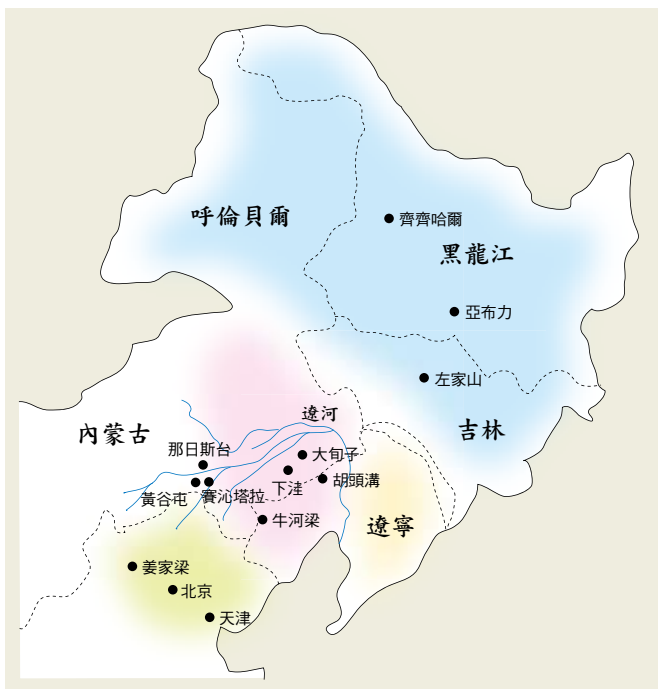 呼倫貝爾
齊齊哈爾
黑龍江
亞布力
左家山
吉林
內蒙古
遼河
那日斯台
大甸子
下洼
胡頭溝
黃谷屯
賽沁塔拉
牛河梁
遼寧
姜家梁
北京
天津